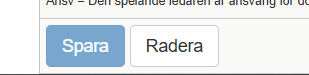 Ansv – Den spelande ledaren är ansvarig för
Spara
Radera